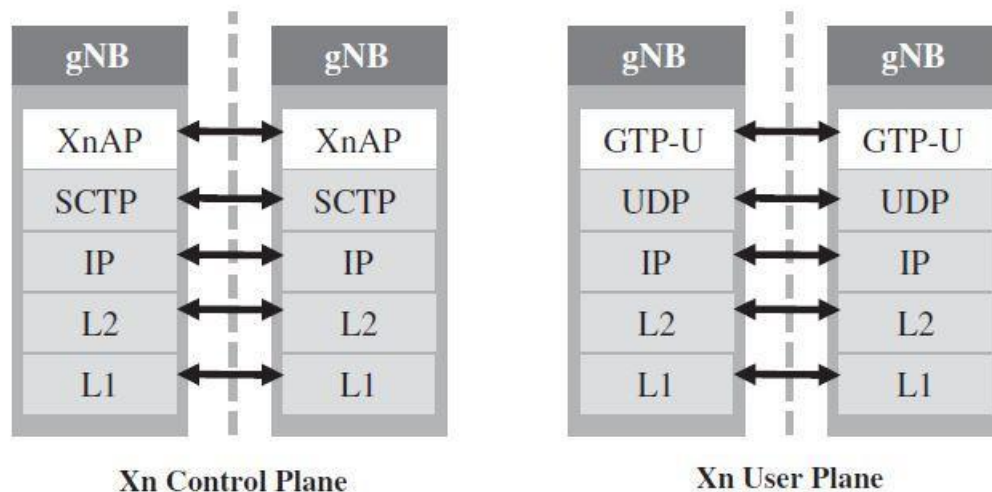 gNB gNB gNB gNB
XnAP XnAP GTP-U GTP-U
SCTP SCTP UDP UDP
IP IP IP IP
L2 L2 L2 L2
L1 L1 L1 L1
Xn Control Plane Xn User Plane